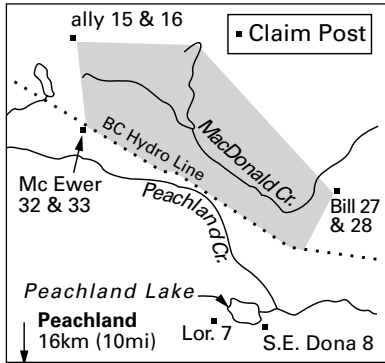 ally 15 & 16
Claim Post
MacDonald Cr.
BC Hydro Line
Mc Ewer
32 & 33
Peachland Cr.
Bill 27
& 28
Peachland Lake
Peachland
16km (10mi)
Lor. 7
S.E. Dona 8